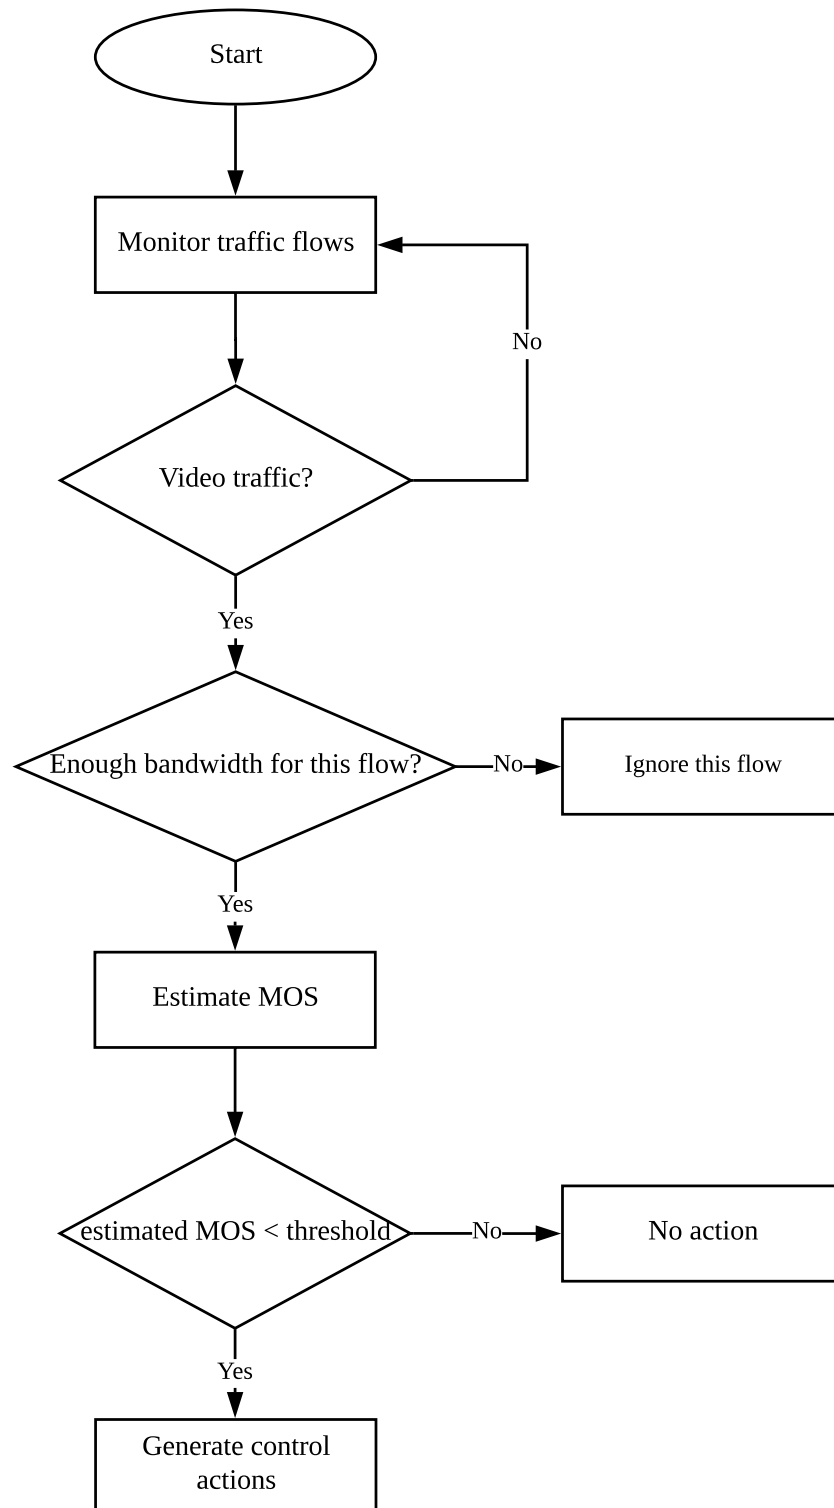 Start
Monitor traffic flows
No
Video traffic?
Yes
Enough bandwidth for this flow?
No
Ignore this flow
Yes
Estimate MOS
estimated MOS < threshold
No
No action
Yes
Generate control
actions